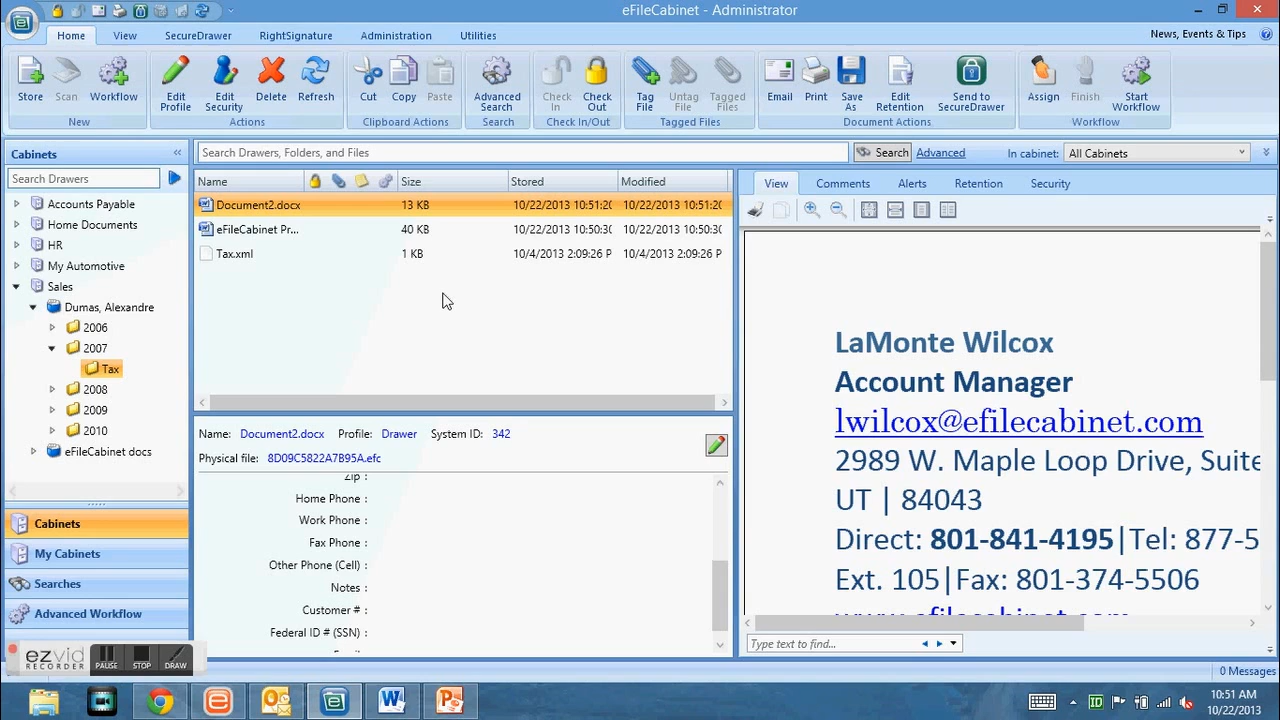 eFileCabinet - Administrator
Home View SecureDrawer RightSignature Administration Utilities News, Events & Tips
Store Scan Workflow Edit Profile Edit Security Delete Refresh Cut Copy Paste Advanced Search Check In Check Out Tag File Untag File Tagged Files Email Print Save As Edit Retention Send to SecureDrawer Assign Finish Start Workflow
New Actions Clipboard Actions Search Check In/Out Tagged Files Document Actions Workflow
Cabinets
Search Drawers
Accounts Payable
Home Documents
HR
My Automotive
Sales
Dumas, Alexandre
2006
2007
Tax
2008
2009
2010
eFileCabinet docs
Cabinets
My Cabinets
Searches
Advanced Workflow
Search Drawers, Folders, and Files Search Advanced In cabinet: All Cabinets
Name Size Stored Modified
Document2.docx 13 KB 10/22/2013 10:51:20 10/22/2013 10:51:20
eFileCabinet Pr... 40 KB 10/22/2013 10:50:30 10/22/2013 10:50:30
Tax.xml 1 KB 10/4/2013 2:09:26 P 10/4/2013 2:09:26 P
Name: Document2.docx Profile: Drawer System ID: 342
Physical file: 8D09C5822A7B95A.efc
Zip :
Home Phone :
Work Phone :
Fax Phone :
Other Phone (Cell) :
Notes :
Customer # :
Federal ID # (SSN) :
View Comments Alerts Retention Security
LaMonte Wilcox
Account Manager
lwilcox@efilecabinet.com
2989 W. Maple Loop Drive, Suite
UT | 84043
Direct: 801-841-4195|Tel: 877-5
Ext. 105|Fax: 801-374-5506
www.efilecabinet.com
Type text to find...
ezvid
RECORDER
PAUSE STOP DRAW
0 Messages
10:51 AM
10/22/2013